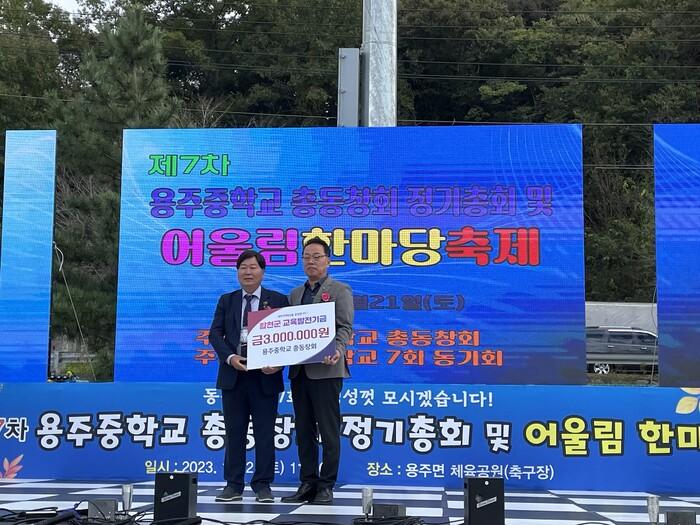 제7차
용주중학교 총동창회 정기총회 및
어울림한마당축제
월21일(토)
합천군 교육발전기금
금3,000,000원
용주중학교 총동창회
주 학교 총동창회
주 학교 7회 동기회
성껏 모시겠습니다!
7차 용주중학교 총동창회 정기총회 및 어울림 한마
일시 : 2023. 장소 : 용주면 체육공원(축구장)